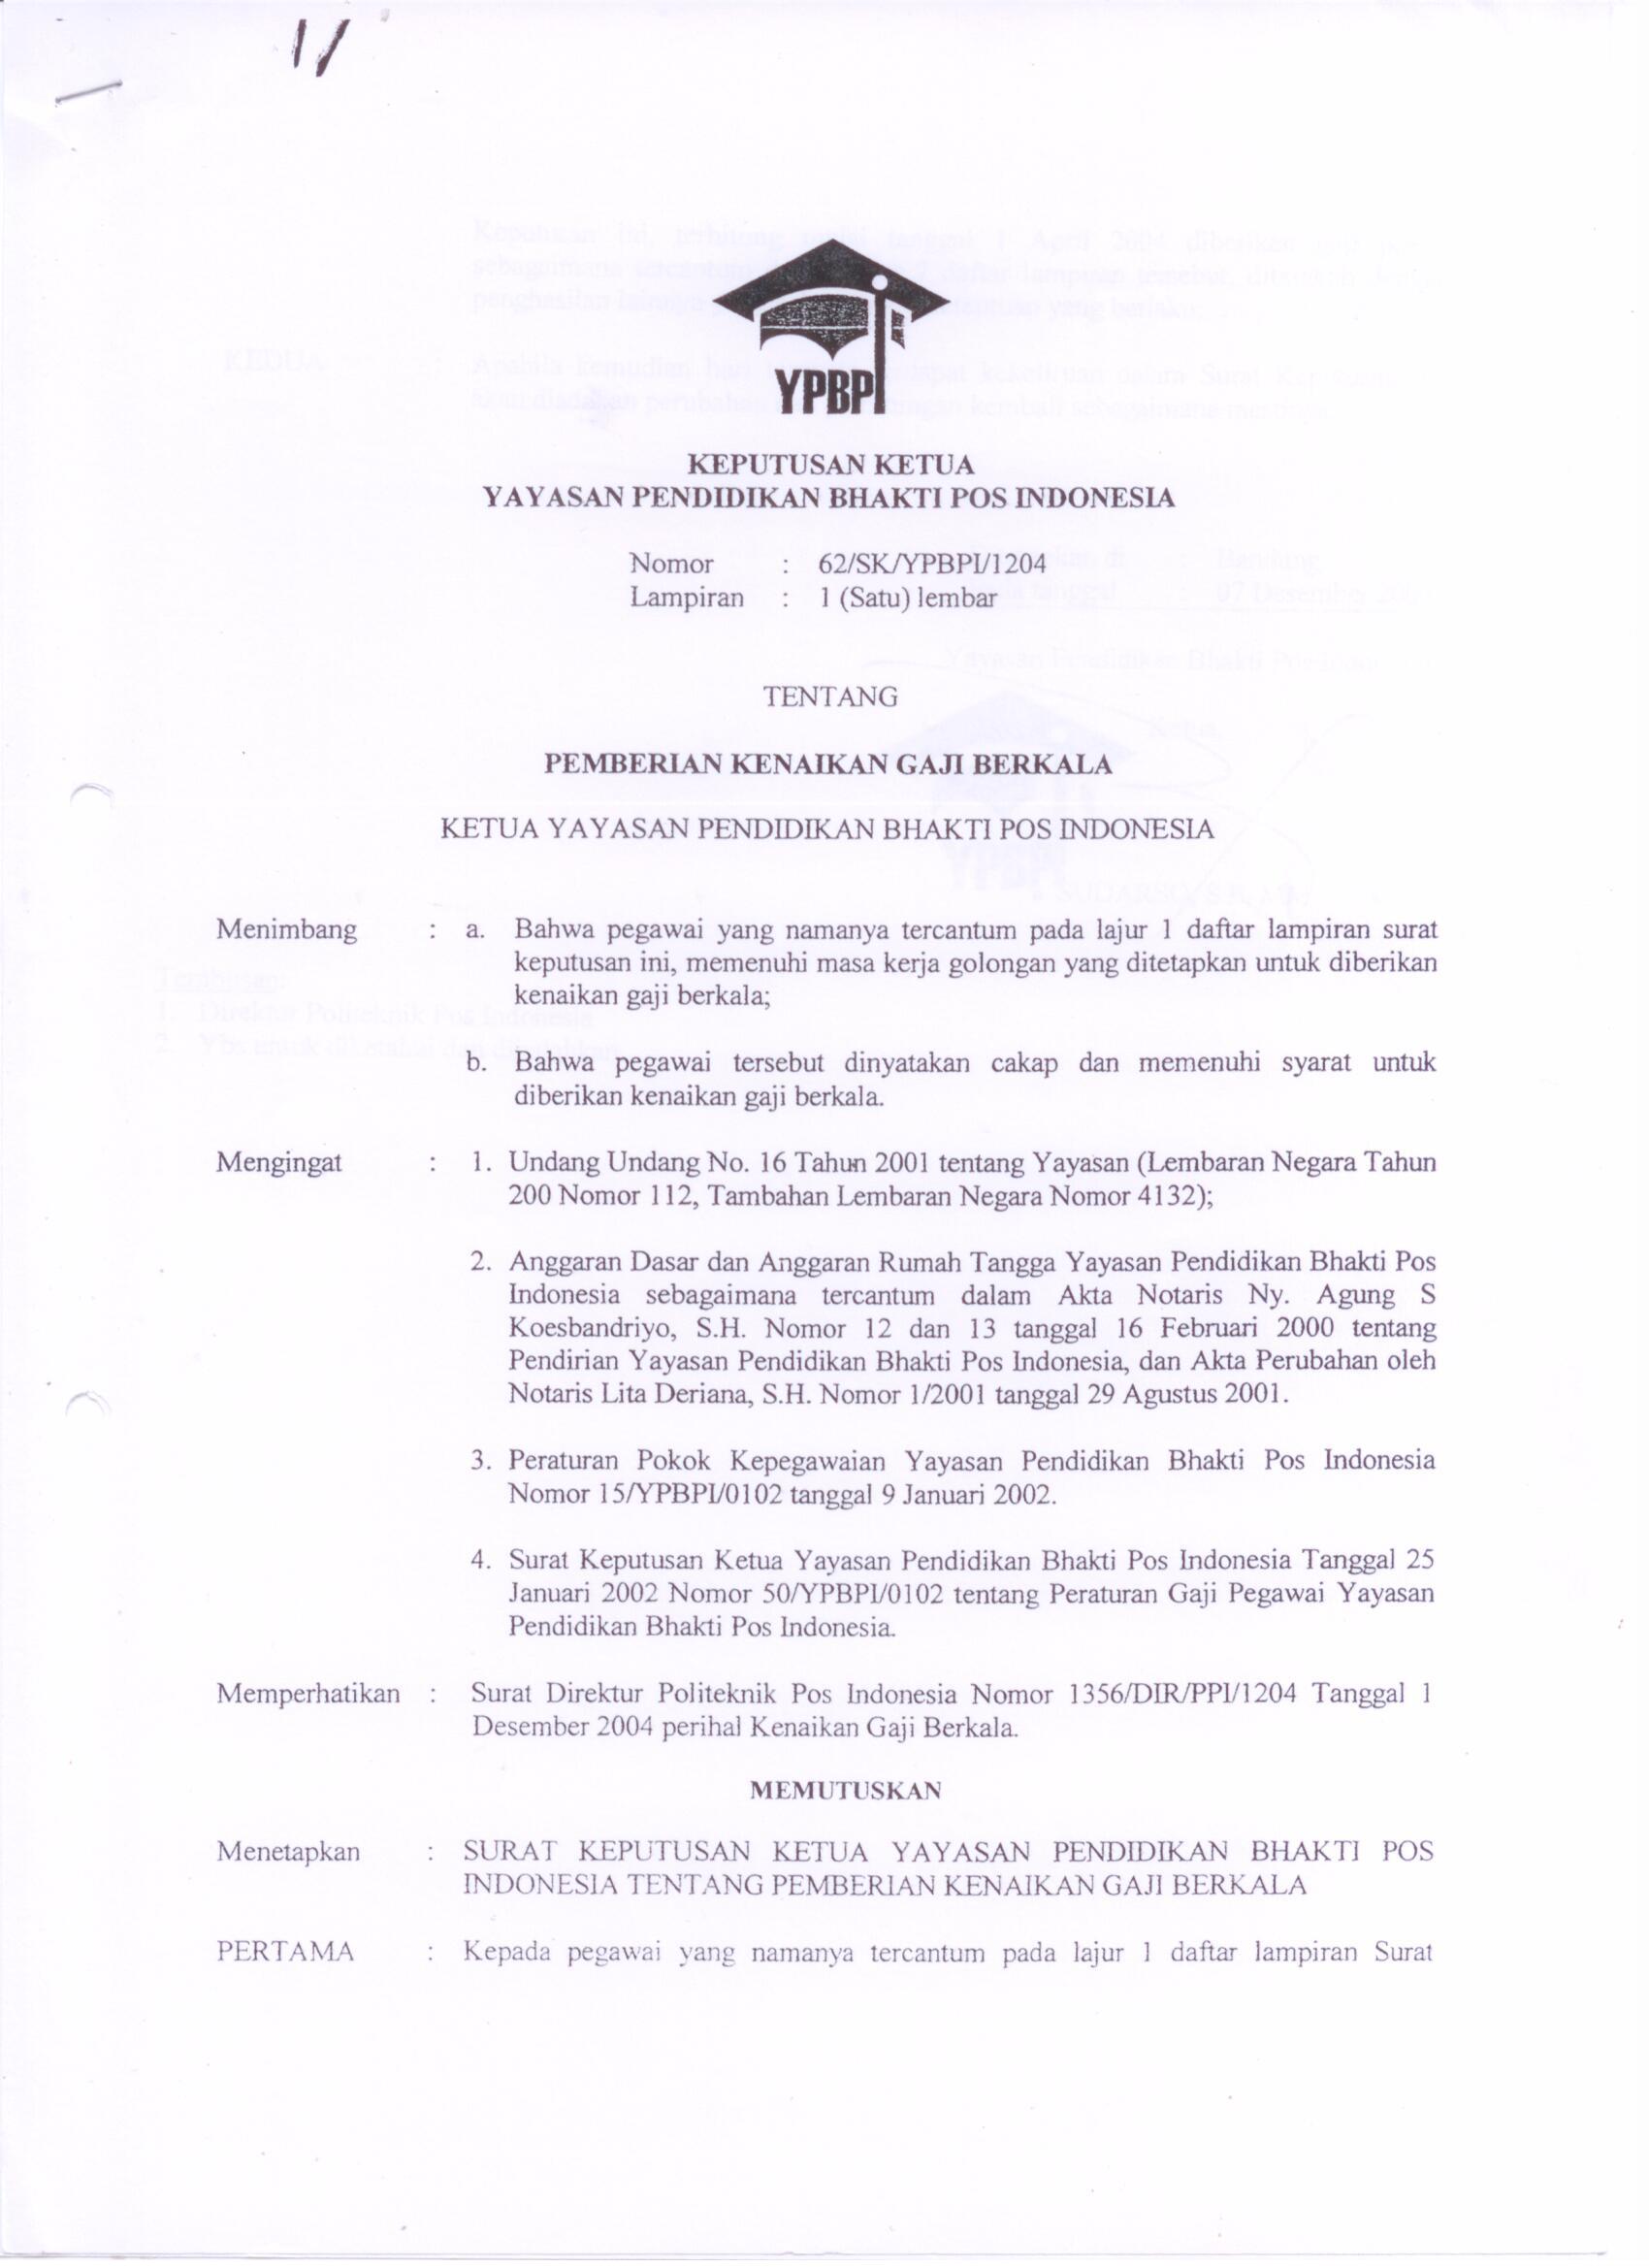 YPBPI
KEPUTUSAN KETUA
YAYASAN PENDIDIKAN BHAKTI POS INDONESIA
Nomor : 62/SK/YPBPI/1204
Lampiran : 1 (Satu) lembar
TENTANG
PEMBERIAN KENAIKAN GAJI BERKALA
KETUA YAYASAN PENDIDIKAN BHAKTI POS INDONESIA
Menimbang : a. Bahwa pegawai yang namanya tercantum pada lajur 1 daftar lampiran surat
keputusan ini, memenuhi masa kerja golongan yang ditetapkan untuk diberikan
kenaikan gaji berkala;
b. Bahwa pegawai tersebut dinyatakan cakap dan memenuhi syarat untuk
diberikan kenaikan gaji berkala.
Mengingat : 1. Undang Undang No. 16 Tahun 2001 tentang Yayasan (Lembaran Negara Tahun
200 Nomor 112, Tambahan Lembaran Negara Nomor 4132);
2. Anggaran Dasar dan Anggaran Rumah Tangga Yayasan Pendidikan Bhakti Pos
Indonesia sebagaimana tercantum dalam Akta Notaris Ny. Agung S
Koesbandriyo, S.H. Nomor 12 dan 13 tanggal 16 Februari 2000 tentang
Pendirian Yayasan Pendidikan Bhakti Pos Indonesia, dan Akta Perubahan oleh
Notaris Lita Deriana, S.H. Nomor 1/2001 tanggal 29 Agustus 2001.
3. Peraturan Pokok Kepegawaian Yayasan Pendidikan Bhakti Pos Indonesia
Nomor 15/YPBPI/0102 tanggal 9 Januari 2002.
4. Surat Keputusan Ketua Yayasan Pendidikan Bhakti Pos Indonesia Tanggal 25
Januari 2002 Nomor 50/YPBPI/0102 tentang Peraturan Gaji Pegawai Yayasan
Pendidikan Bhakti Pos Indonesia.
Memperhatikan : Surat Direktur Politeknik Pos Indonesia Nomor 1356/DIR/PPI/1204 Tanggal 1
Desember 2004 perihal Kenaikan Gaji Berkala.
MEMUTUSKAN
Menetapkan : SURAT KEPUTUSAN KETUA YAYASAN PENDIDIKAN BHAKTI POS
INDONESIA TENTANG PEMBERIAN KENAIKAN GAJI BERKALA
PERTAMA : Kepada pegawai yang namanya tercantum pada lajur 1 daftar lampiran Surat